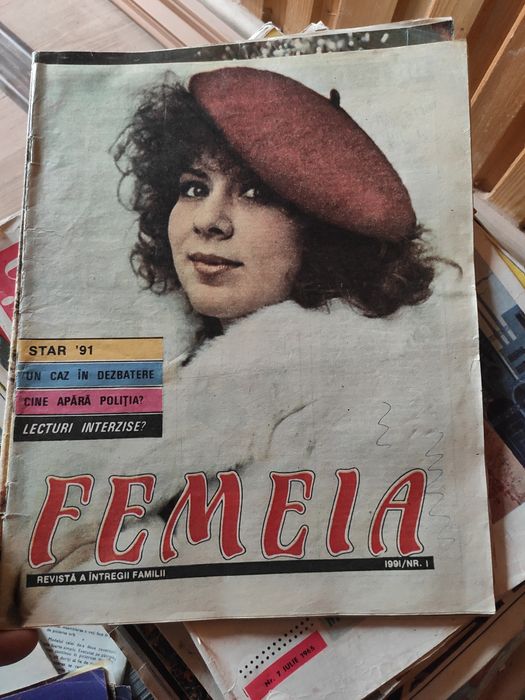 STAR '91
UN CAZ ÎN DEZBATERE
CINE APĂRĂ POLIȚIA?
LECTURI INTERZISE?
FEMEIA
REVISTĂ A ÎNTREGII FAMILII
1991/NR. 1
Nr. 7 IULIE 1965